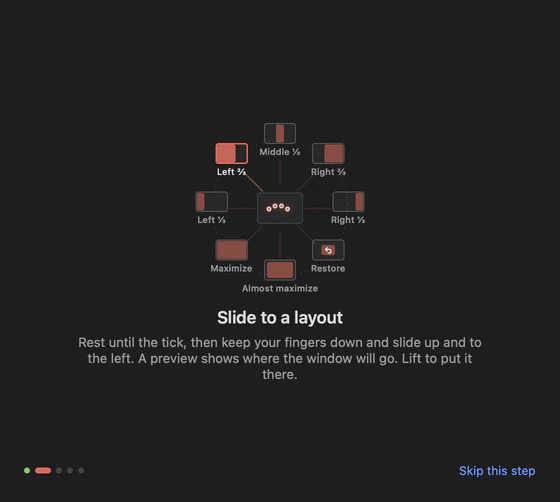 Middle ⅓
Left ⅔
Right ⅔
Left ⅓
Right ⅓
Maximize
Restore
Almost maximize
Slide to a layout
Rest until the tick, then keep your fingers down and slide up and to
the left. A preview shows where the window will go. Lift to put it
there.
Skip this step